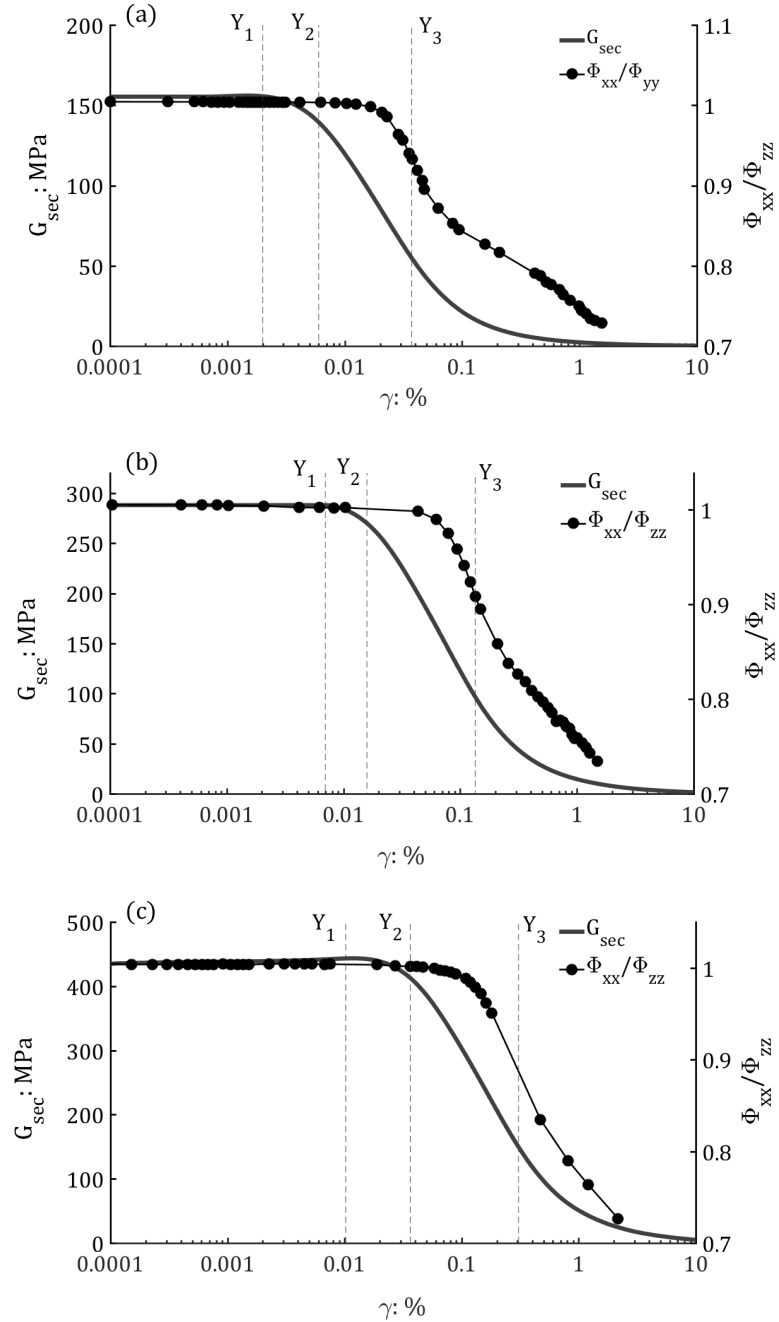 (a)
Y1 Y2 Y3
200 1.1
Gsec
Φxx/Φyy
150 1
100 0.9
50 0.8
0 0.7
Gsec: MPa
Φxx/Φzz
0.0001 0.001 0.01 0.1 1 10
γ: %
(b)
Y1 Y2 Y3
300 1
Gsec
Φxx/Φzz
250
200 0.9
150
100 0.8
50
0 0.7
Gsec: MPa
Φxx/Φzz
0.0001 0.001 0.01 0.1 1 10
γ: %
(c)
Y1 Y2 Y3
500
Gsec
Φxx/Φzz
400 1
300 0.9
200 0.8
100
0 0.7
Gsec: MPa
Φxx/Φzz
0.0001 0.001 0.01 0.1 1 10
γ: %